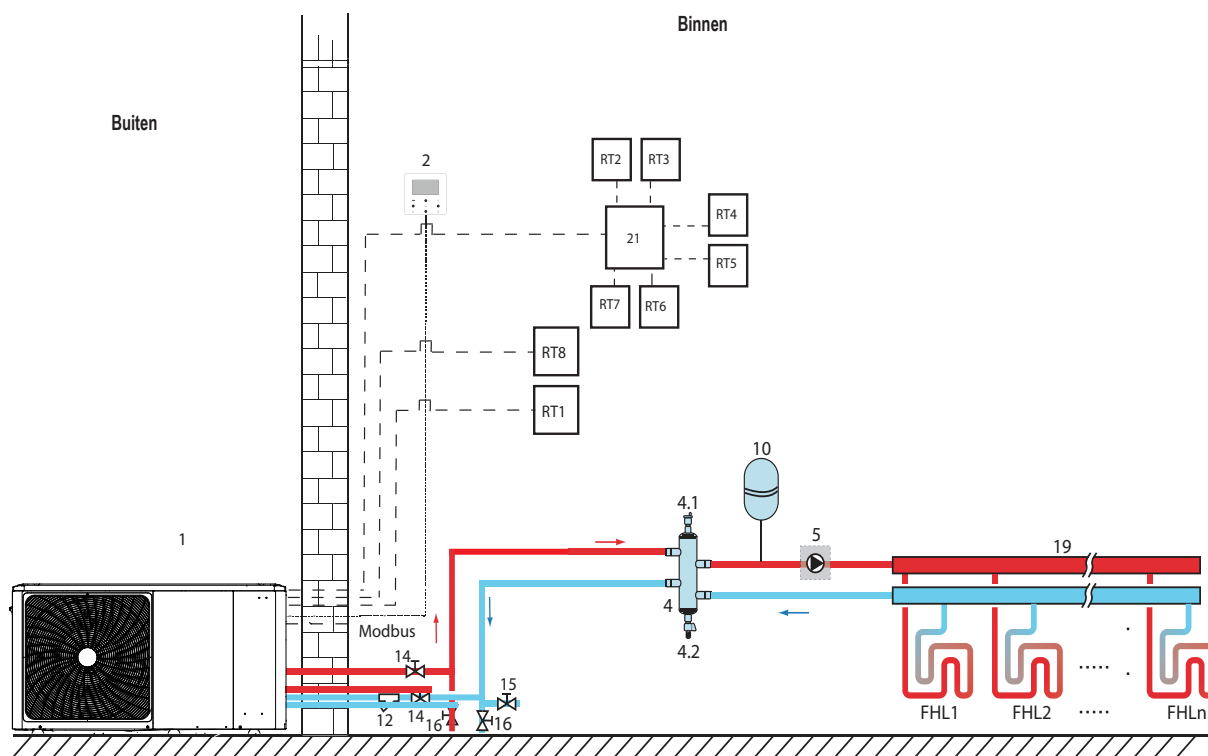 Binnen
Buiten
2
RT2
RT3
RT4
21
RT5
RT7
RT6
RT8
RT1
10
4.1
5
19
1
4
Modbus
4.2
14
15
12
14
16
16
FHL1
FHL2
.....
.....
FHLn